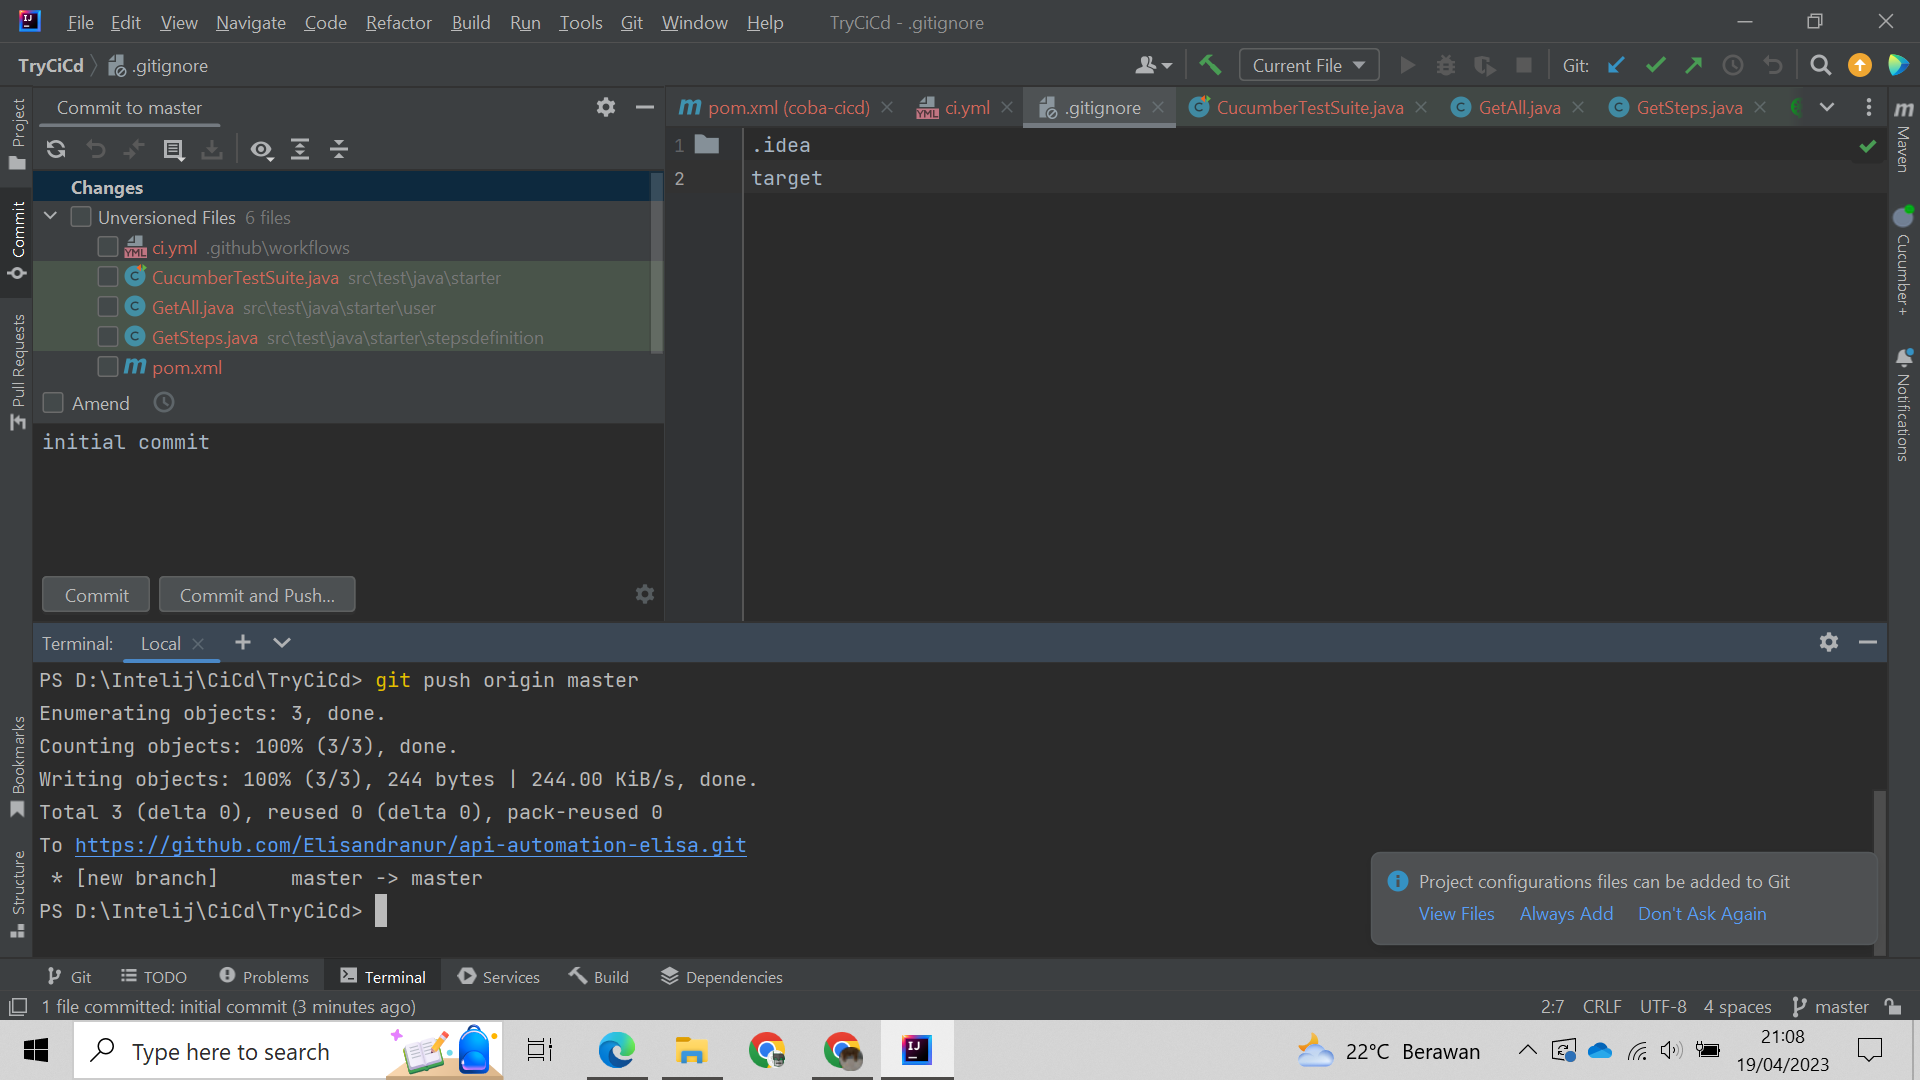 File Edit View Navigate Code Refactor Build Run Tools Git Window Help TryCiCd - .gitignore
TryCiCd .gitignore Current File Git:
Project
Commit
Pull Requests
Bookmarks
Structure
Commit to master
Changes
Unversioned Files 6 files
ci.yml .github\workflows
CucumberTestSuite.java src\test\java\starter
GetAll.java src\test\java\starter\user
GetSteps.java src\test\java\starter\stepsdefinition
pom.xml
Amend
initial commit
Commit Commit and Push...
pom.xml (coba-cicd) ci.yml .gitignore CucumberTestSuite.java GetAll.java GetSteps.java
1 .idea
2 target
Maven
Cucumber+
Notifications
Terminal: Local
PS D:\Intelij\CiCd\TryCiCd> git push origin master
Enumerating objects: 3, done.
Counting objects: 100% (3/3), done.
Writing objects: 100% (3/3), 244 bytes | 244.00 KiB/s, done.
Total 3 (delta 0), reused 0 (delta 0), pack-reused 0
To https://github.com/Elisandranur/api-automation-elisa.git
* [new branch] master -> master
PS D:\Intelij\CiCd\TryCiCd>
Project configurations files can be added to Git
View Files Always Add Don't Ask Again
Git TODO Problems Terminal Services Build Dependencies
1 file committed: initial commit (3 minutes ago) 2:7 CRLF UTF-8 4 spaces master
Type here to search 22°C Berawan 21:08
19/04/2023